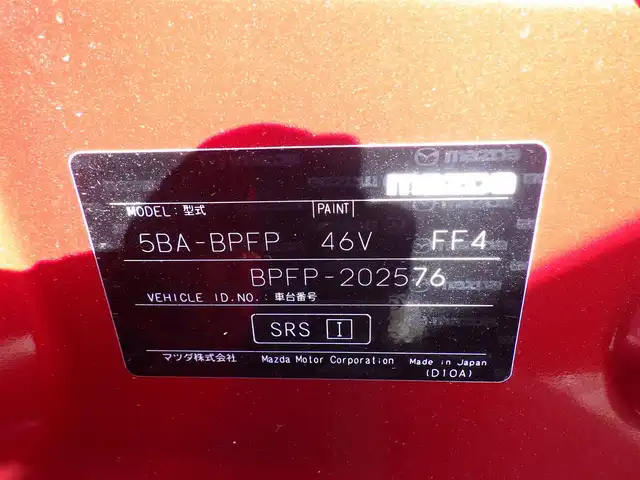 mazda
mazda
MODEL: 型式 PAINT
5BA-BPFP 46V FF4
BPFP-202576
VEHICLE ID.NO.: 車台番号
SRS I
マツダ株式会社 Mazda Motor Corporation Made in Japan
(D10A)